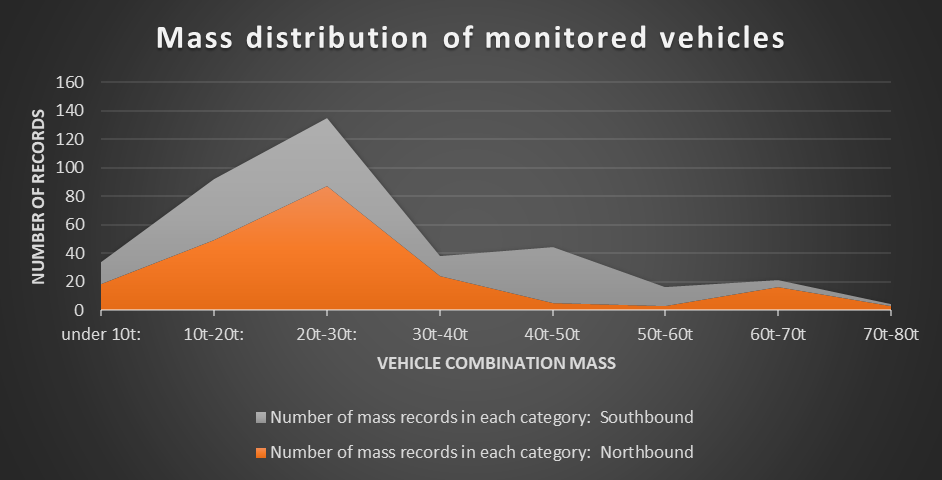 Mass distribution of monitored vehicles
NUMBER OF RECORDS
160
140
120
100
80
60
40
20
0
under 10t: 10t-20t: 20t-30t: 30t-40t 40t-50t 50t-60t 60t-70t 70t-80t
VEHICLE COMBINATION MASS
Number of mass records in each category: Southbound
Number of mass records in each category: Northbound